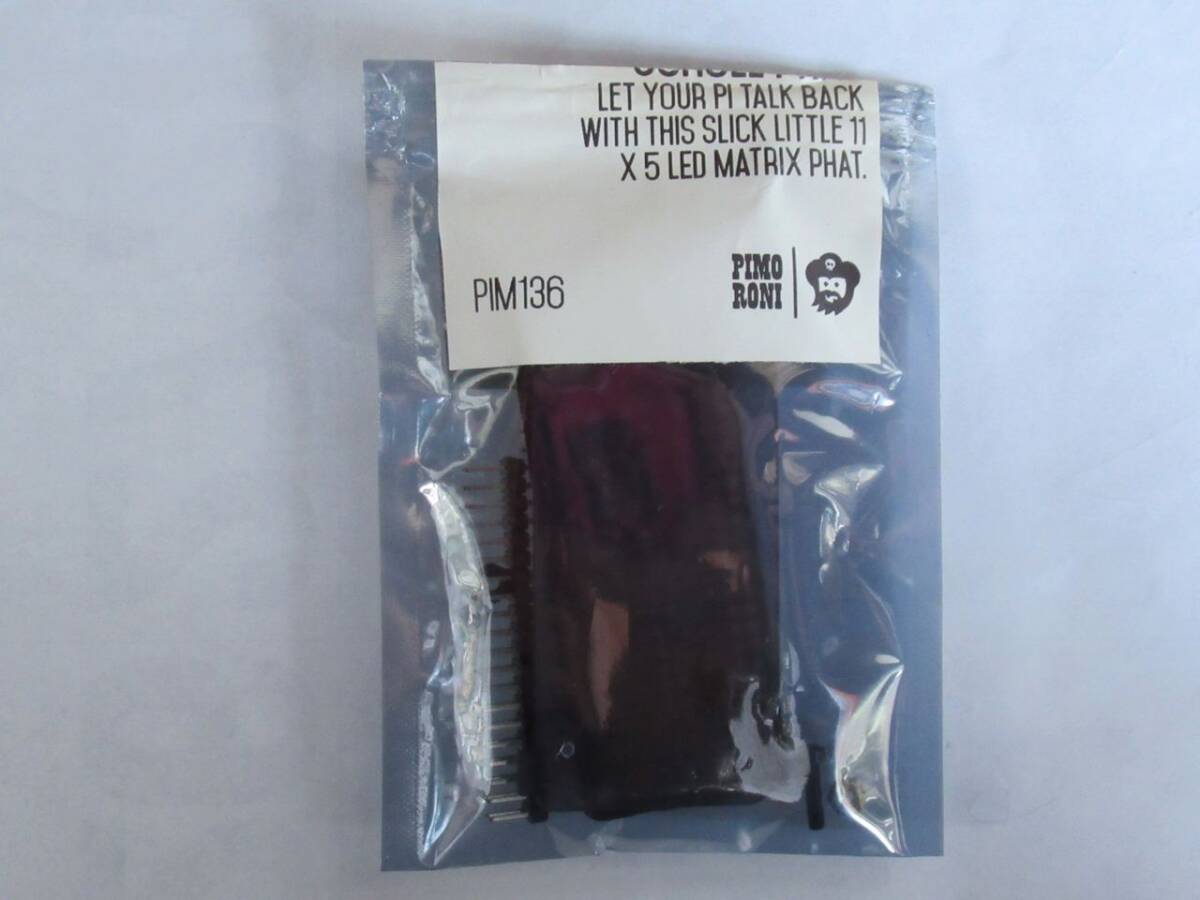 LET YOUR PI TALK BACK
WITH THIS SLICK LITTLE 11
X 5 LED MATRIX PHAT.
PIM136
PIMO
RONI